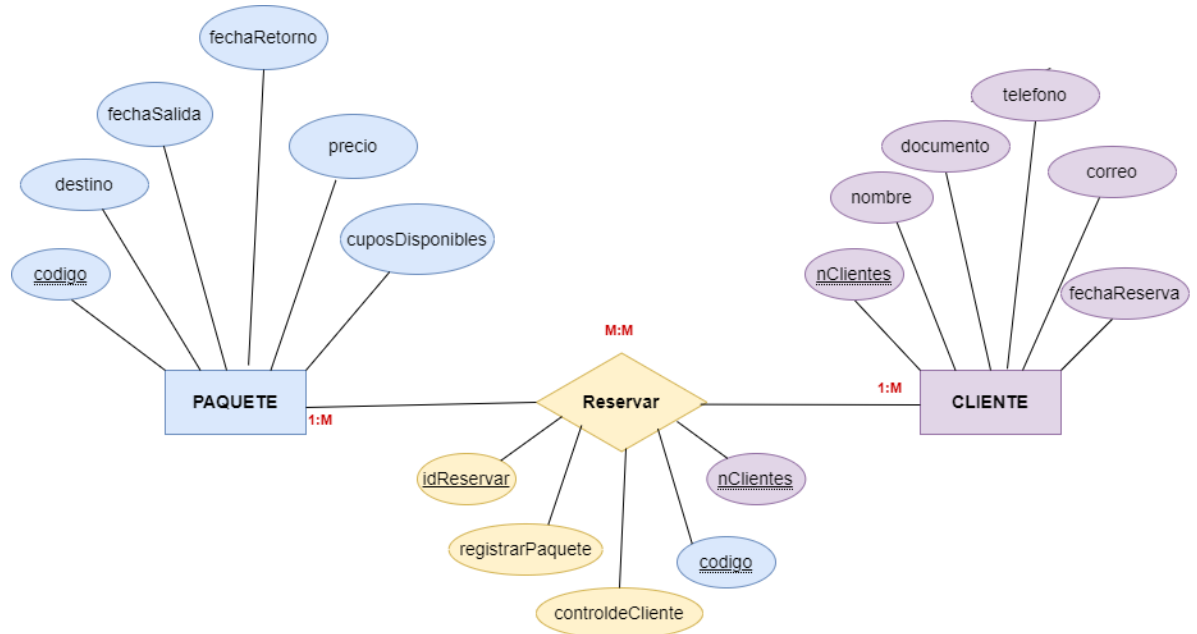 fechaRetorno
fechaSalida
telefono
precio
documento
destino
correo
nombre
cuposDisponibles
codigo
nClientes
fechaReserva
M:M
PAQUETE
Reservar
CLIENTE
1:M
1:M
idReservar
nClientes
registrarPaquete
codigo
controldeCliente